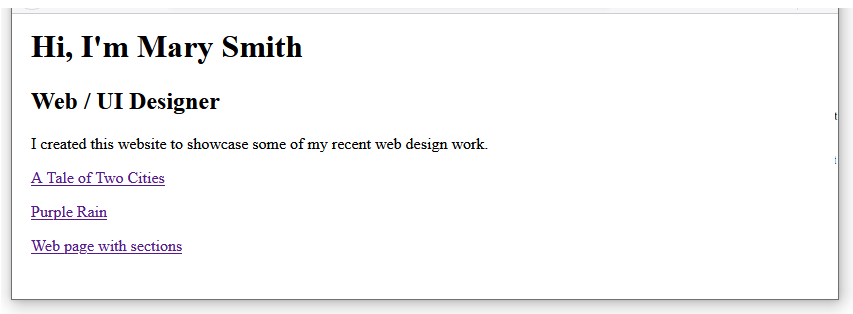 Hi, I'm Mary Smith
Web / UI Designer
I created this website to showcase some of my recent web design work.
A Tale of Two Cities
Purple Rain
Web page with sections